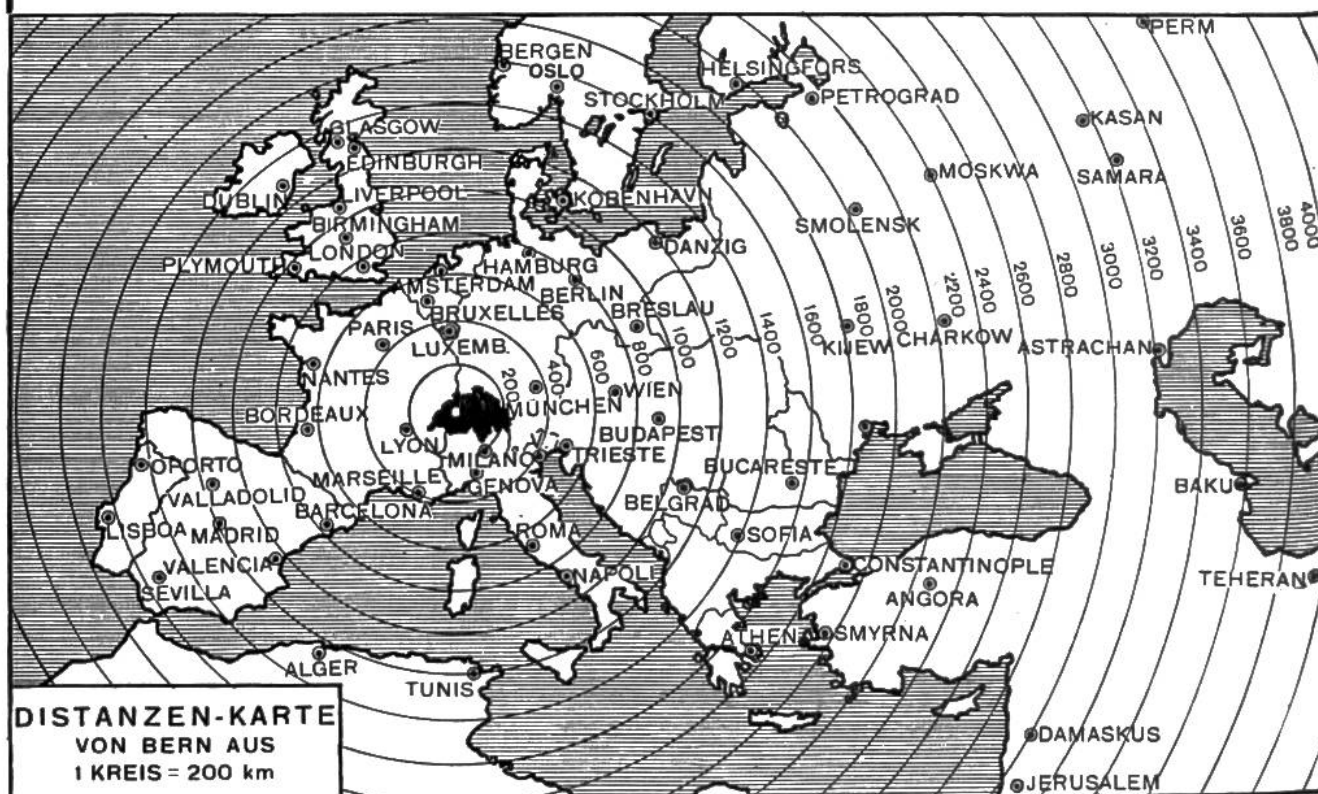 PERM
BERGEN
OSLO
HELSINGFORS
STOCKHOLM
PETROGRAD
KASAN
GLASGOW
EDINBURGH
MOSKWA
SAMARA
DUBLIN
LIVERPOOL
KOBENHAVN
SMOLENSK
BIRMINGHAM
DANZIG
LONDON
PLYMOUTH
HAMBURG
AMSTERDAM
BERLIN
BRUXELLES
BRESLAU
PARIS
LUXEMB.
KIJEW
CHARKOW
ASTRACHAN
200
400
600
800
1000
1200
1400
1600
1800
2000
2200
2400
2600
2800
3000
3200
3400
3600
3800
4000
NANTES
WIEN
MÜNCHEN
BORDEAUX
BUDAPEST
LYON
MILANO
TRIESTE
OPORTO
BUCARESTE
MARSEILLE
GENOVA
VALLADOLID
BAKU
BELGRAD
BARCELONA
LISBOA
MADRID
ROMA
SOFIA
VALENCIA
CONSTANTINOPLE
NAPOLE
TEHERAN
SEVILLA
ANGORA
ATHEN
SMYRNA
ALGER
TUNIS
DAMASKUS
JERUSALEM
DISTANZEN-KARTE
VON BERN AUS
1 KREIS = 200 km